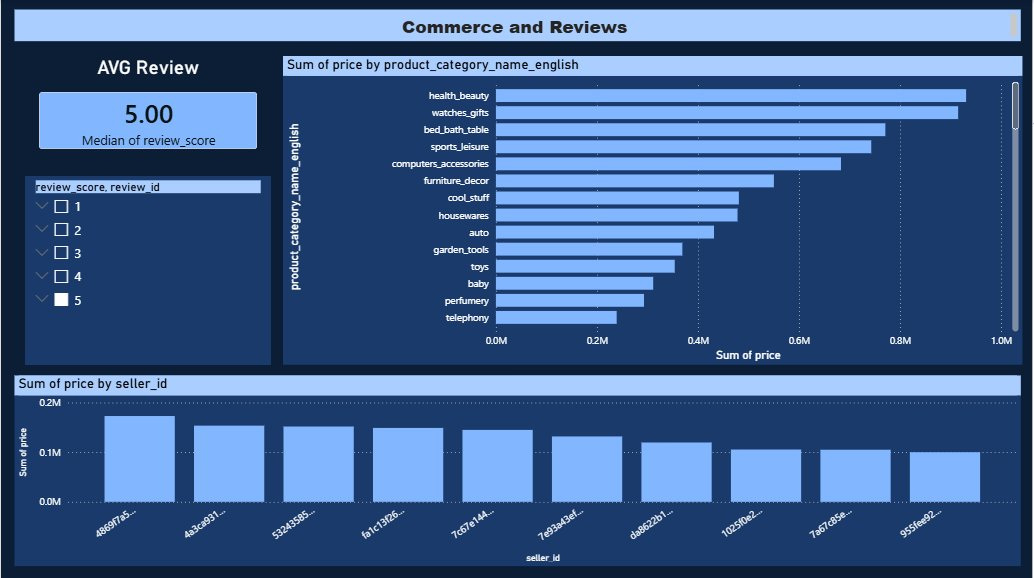 Commerce and Reviews
AVG Review
5.00
Median of review_score
review_score, review_id
1
2
3
4
5
Sum of price by product_category_name_english
product_category_name_english
health_beauty
watches_gifts
bed_bath_table
sports_leisure
computers_accessories
furniture_decor
cool_stuff
housewares
auto
garden_tools
toys
baby
perfumery
telephony
0.0M 0.2M 0.4M 0.6M 0.8M 1.0M
Sum of price
Sum of price by seller_id
Sum of price
0.2M
0.1M
0.0M
4869f7a5... 4a3ca931... 53243585... fa1c13f26... 7c67e144... 7e93a43ef... da8622b1... 1025f0e2... 7a67c85e... 955fee92...
seller_id